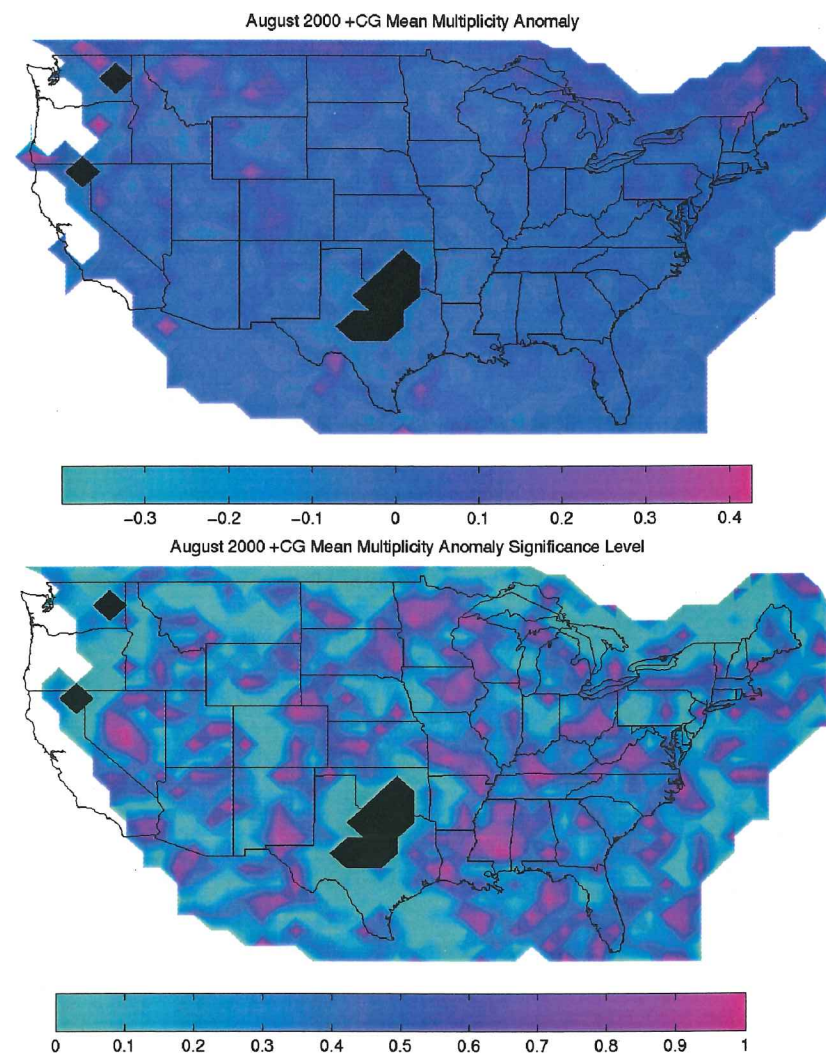 August 2000 +CG Mean Multiplicity Anomaly
−0.3 −0.2 −0.1 0 0.1 0.2 0.3 0.4
August 2000 +CG Mean Multiplicity Anomaly Significance Level
0 0.1 0.2 0.3 0.4 0.5 0.6 0.7 0.8 0.9 1